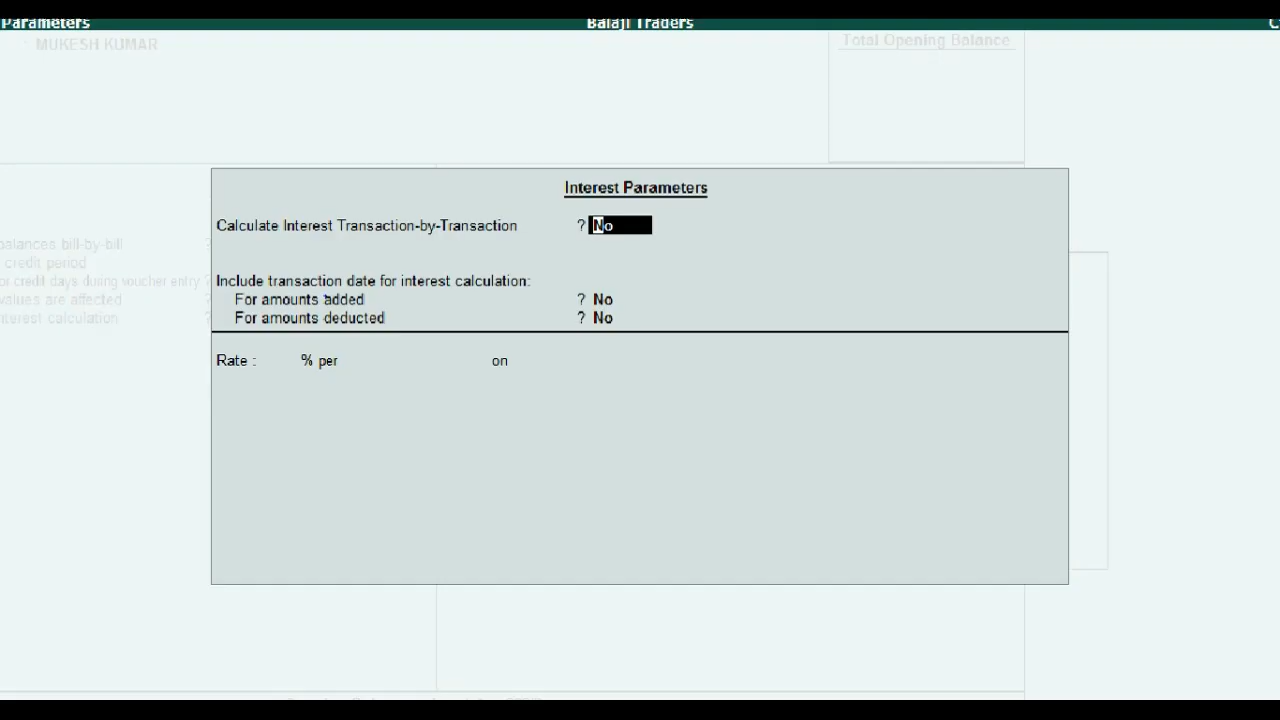 Parameters Balaji Traders
MUKESH KUMAR Total Opening Balance
Interest Parameters
Calculate Interest Transaction-by-Transaction ? No
balances bill-by-bill ?
credit period
Include transaction date for interest calculation:
or credit days during voucher entry ?
For amounts added ? No
values are affected ?
For amounts deducted ? No
interest calculation ?
Rate : % per on